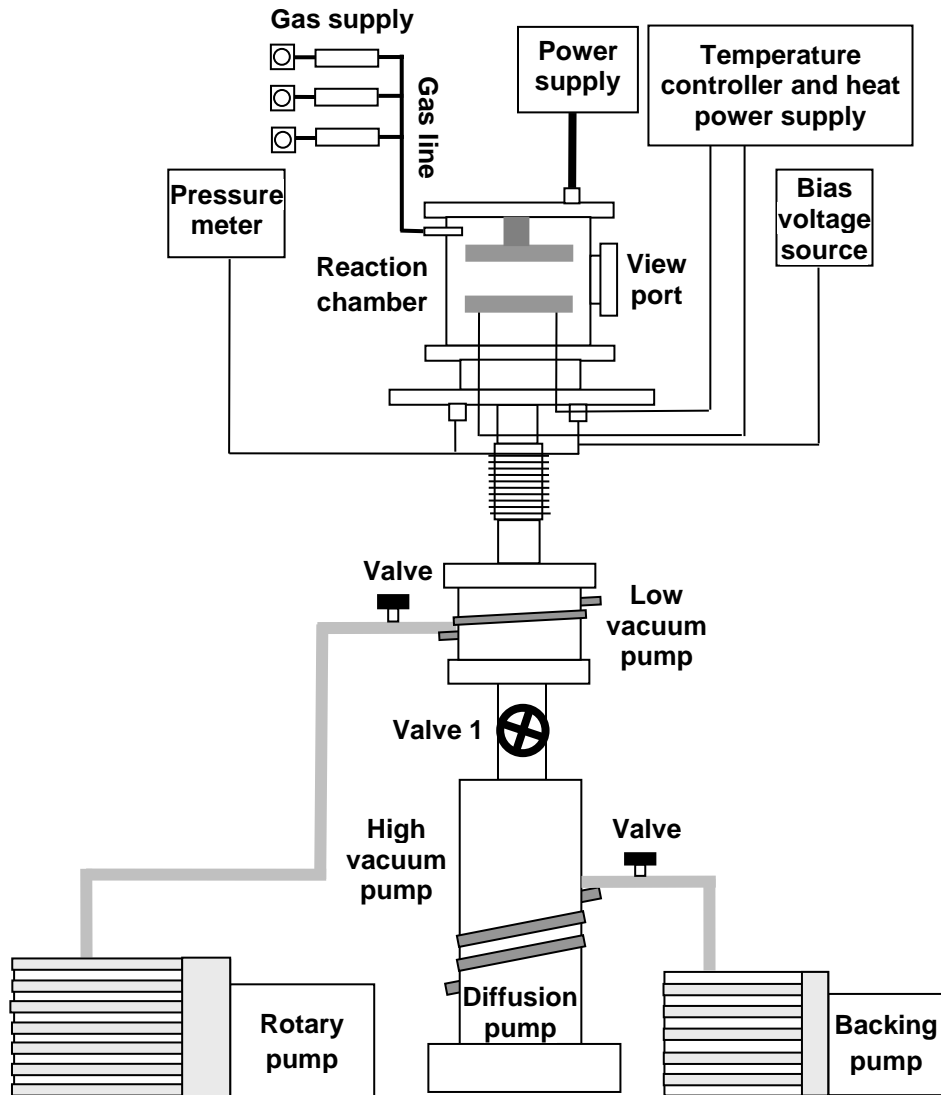 Gas supply
Gas line
Power
supply
Temperature
controller and heat
power supply
Pressure
meter
Bias
voltage
source
Reaction
chamber
View
port
Valve
Low
vacuum
pump
Valve 1
High
vacuum
pump
Valve
Diffusion
pump
Rotary
pump
Backing
pump